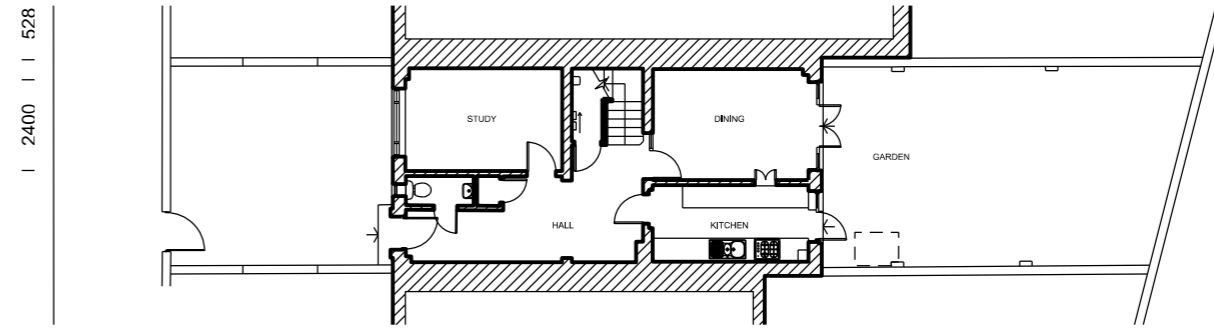 528
2400
STUDY
DINING
GARDEN
HALL
KITCHEN